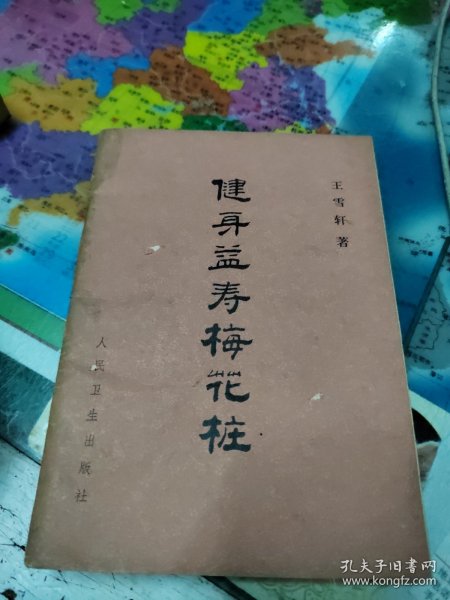 王雪轩 著
健身益寿梅花桩
人民卫生出版社
孔夫子旧书网
www.kongfz.com